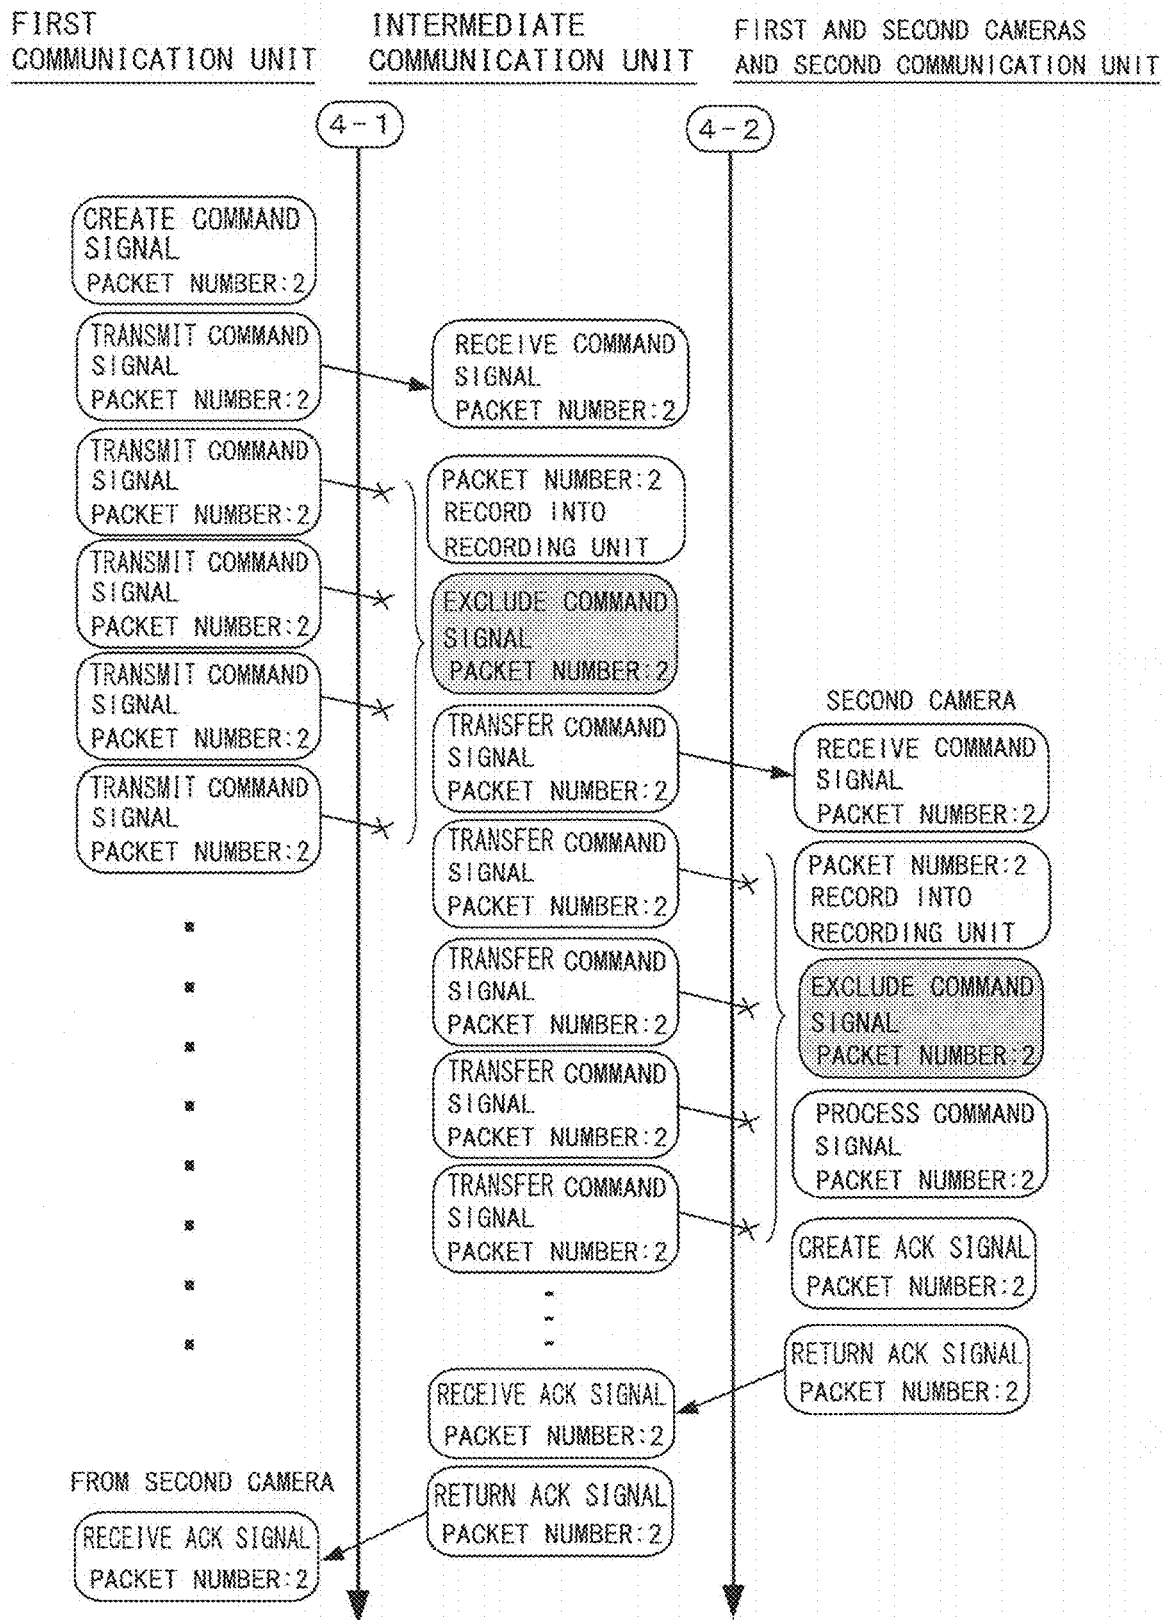 FIRST
COMMUNICATION UNIT
INTERMEDIATE
COMMUNICATION UNIT
FIRST AND SECOND CAMERAS
AND SECOND COMMUNICATION UNIT
4-1
4-2
CREATE COMMAND
SIGNAL
PACKET NUMBER:2
TRANSMIT COMMAND
SIGNAL
PACKET NUMBER:2
TRANSMIT COMMAND
SIGNAL
PACKET NUMBER:2
TRANSMIT COMMAND
SIGNAL
PACKET NUMBER:2
TRANSMIT COMMAND
SIGNAL
PACKET NUMBER:2
TRANSMIT COMMAND
SIGNAL
PACKET NUMBER:2
FROM SECOND CAMERA
RECEIVE ACK SIGNAL
PACKET NUMBER:2
RECEIVE COMMAND
SIGNAL
PACKET NUMBER:2
PACKET NUMBER:2
RECORD INTO
RECORDING UNIT
EXCLUDE COMMAND
SIGNAL
PACKET NUMBER:2
TRANSFER COMMAND
SIGNAL
PACKET NUMBER:2
TRANSFER COMMAND
SIGNAL
PACKET NUMBER:2
TRANSFER COMMAND
SIGNAL
PACKET NUMBER:2
TRANSFER COMMAND
SIGNAL
PACKET NUMBER:2
TRANSFER COMMAND
SIGNAL
PACKET NUMBER:2
RECEIVE ACK SIGNAL
PACKET NUMBER:2
RETURN ACK SIGNAL
PACKET NUMBER:2
SECOND CAMERA
RECEIVE COMMAND
SIGNAL
PACKET NUMBER:2
PACKET NUMBER:2
RECORD INTO
RECORDING UNIT
EXCLUDE COMMAND
SIGNAL
PACKET NUMBER:2
PROCESS COMMAND
SIGNAL
PACKET NUMBER:2
CREATE ACK SIGNAL
PACKET NUMBER:2
RETURN ACK SIGNAL
PACKET NUMBER:2